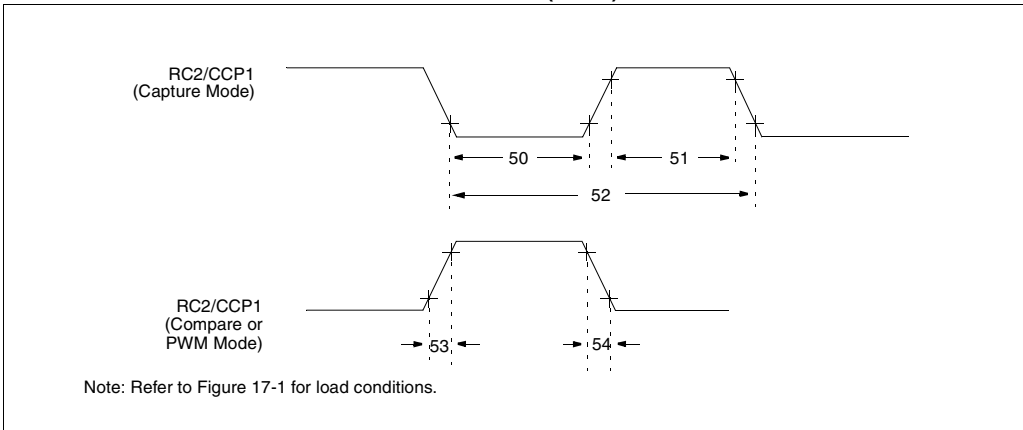 RC2/CCP1
(Capture Mode)
50
51
52
RC2/CCP1
(Compare or
PWM Mode)
53
54
Note: Refer to Figure 17-1 for load conditions.